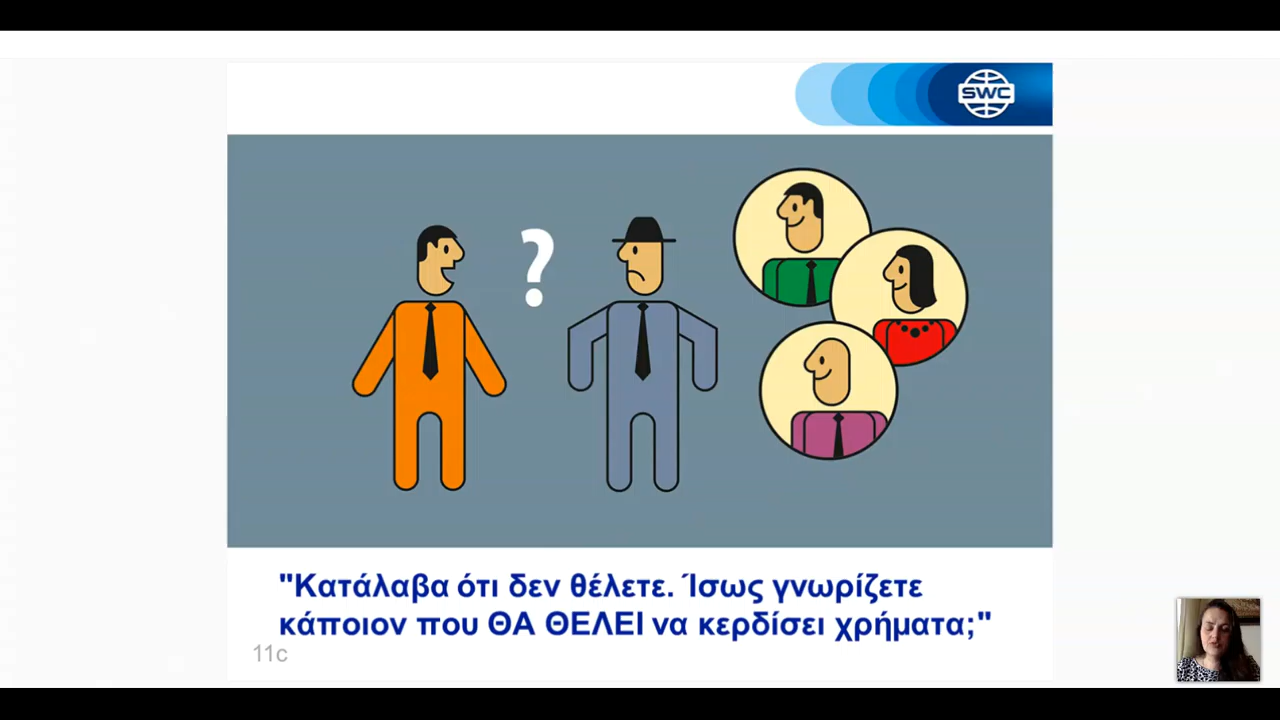 SWC
?
"Κατάλαβα ότι δεν θέλετε. Ίσως γνωρίζετε
κάποιον που ΘΑ ΘΕΛΕΙ να κερδίσει χρήματα;"
11c